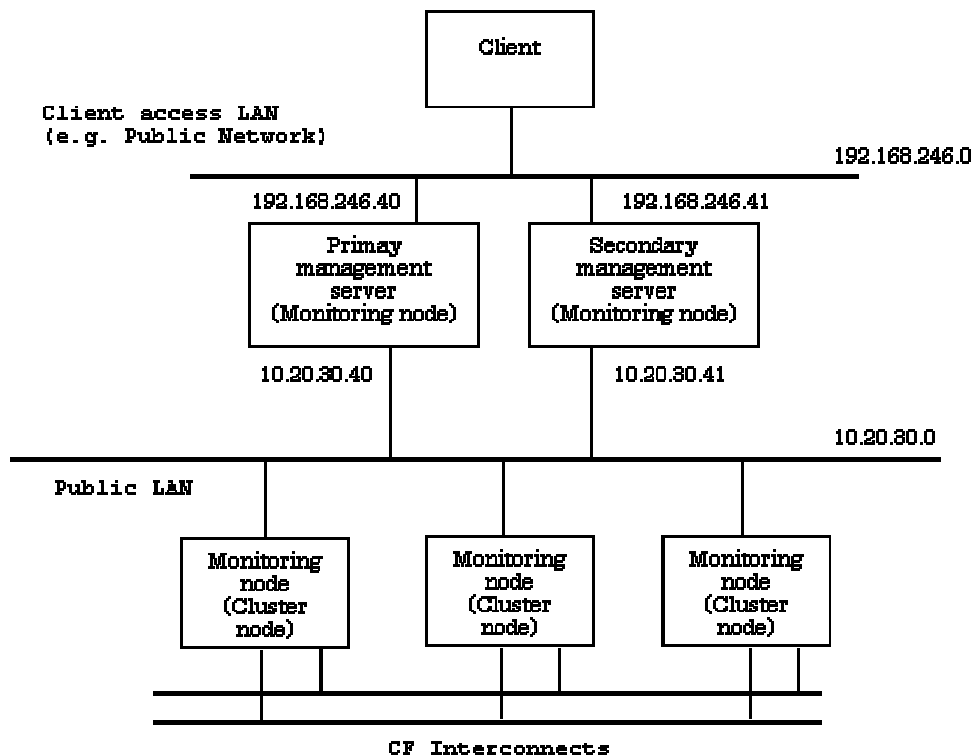 Client
Client access LAN
(e.g. Public Network)
192.168.246.0
192.168.246.40
192.168.246.41
Primay
management
server
(Monitoring node)
Secondary
management
server
(Monitoring node)
10.20.30.40
10.20.30.41
10.20.30.0
Public LAN
Monitoring
node
(Cluster
node)
Monitoring
node
(Cluster
node)
Monitoring
node
(Cluster
node)
CF Interconnects